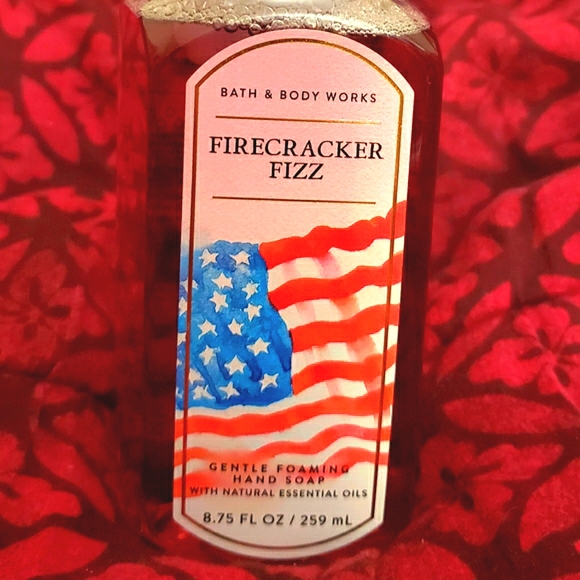 BATH & BODY WORKS
FIRECRACKER
FIZZ
GENTLE FOAMING
HAND SOAP
WITH NATURAL ESSENTIAL OILS
8.75 FL OZ / 259 mL